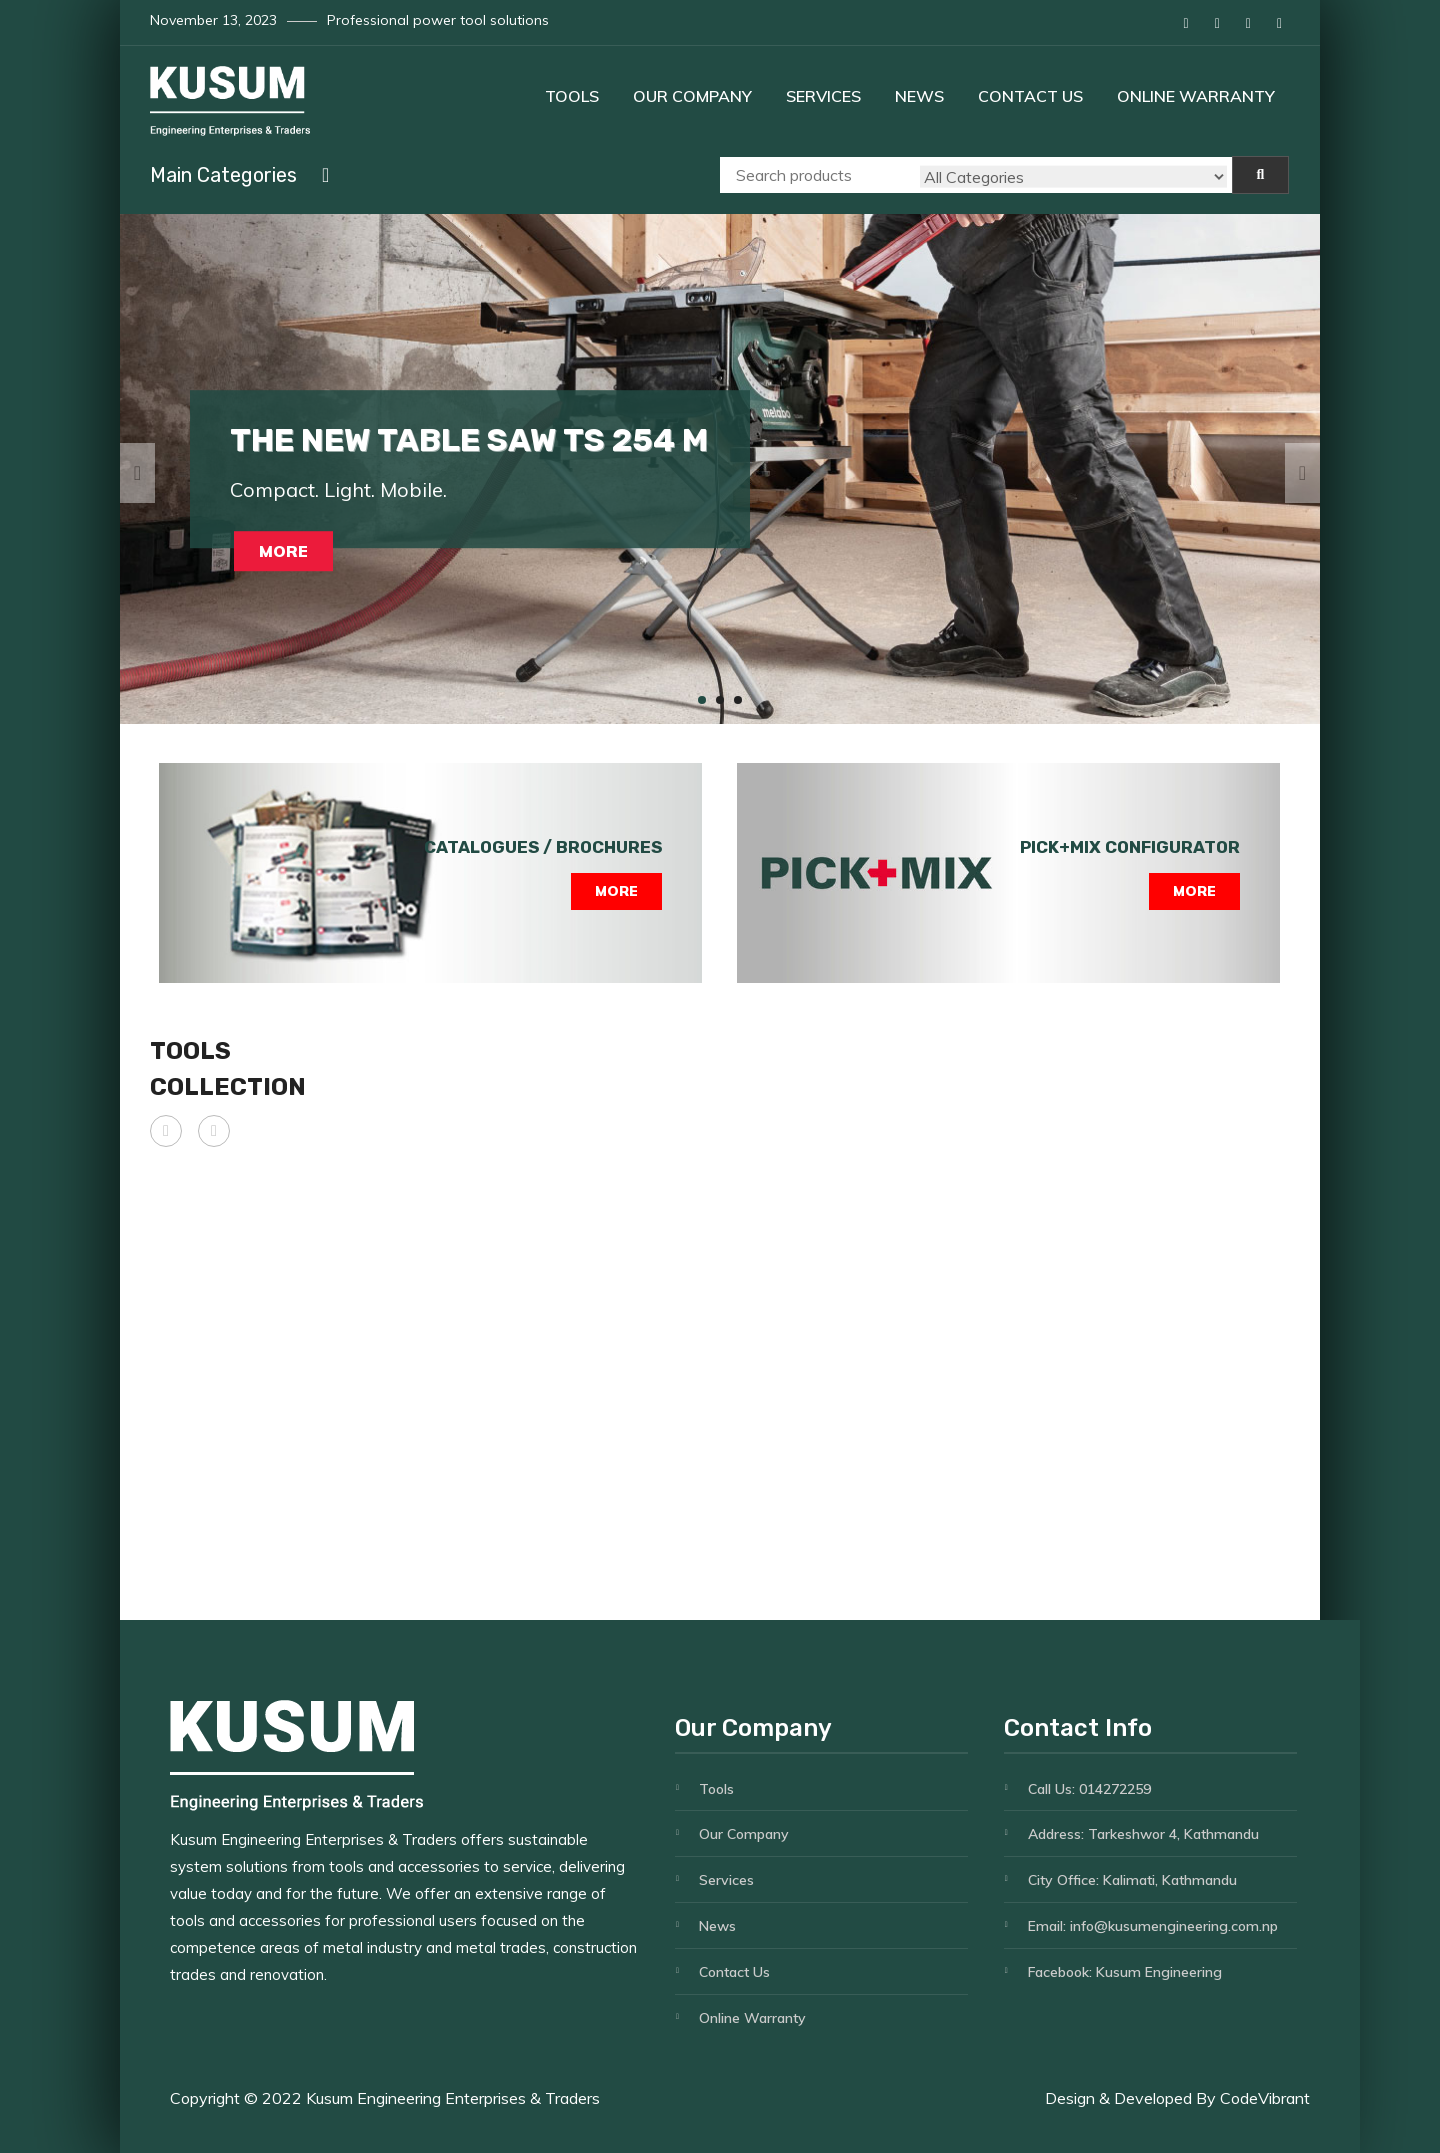 November 13, 2023 Professional power tool solutions
KUSUM
Engineering Enterprises & Traders
TOOLS OUR COMPANY SERVICES NEWS CONTACT US ONLINE WARRANTY
Main Categories
Search products All Categories
metabo
THE NEW TABLE SAW TS 254 M
Compact. Light. Mobile.
MORE
CATALOGUES / BROCHURES
MORE
PICK+MIX
PICK+MIX CONFIGURATOR
MORE
TOOLS
COLLECTION
KUSUM
Engineering Enterprises & Traders
Kusum Engineering Enterprises & Traders offers sustainable
system solutions from tools and accessories to service, delivering
value today and for the future. We offer an extensive range of
tools and accessories for professional users focused on the
competence areas of metal industry and metal trades, construction
trades and renovation.
Our Company
Tools
Our Company
Services
News
Contact Us
Online Warranty
Contact Info
Call Us: 014272259
Address: Tarkeshwor 4, Kathmandu
City Office: Kalimati, Kathmandu
Email: info@kusumengineering.com.np
Facebook: Kusum Engineering
Copyright © 2022 Kusum Engineering Enterprises & Traders
Design & Developed By CodeVibrant